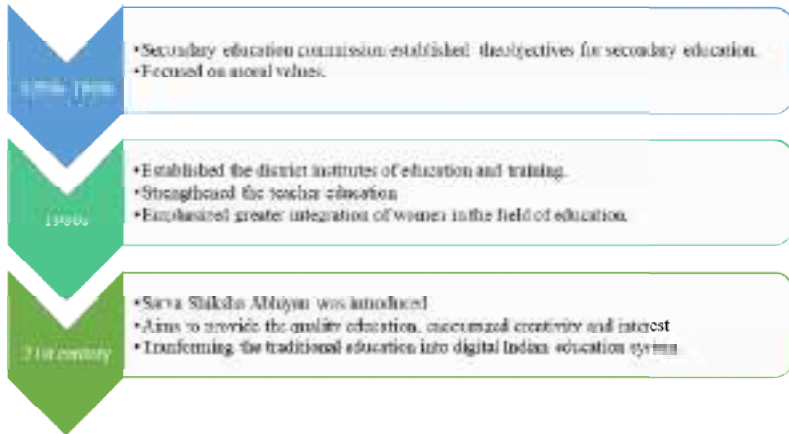 •Secondary education commission established the objectives for secondary education.
•Focused on moral values.
•Established the district institutes of education and training.
•Strengthened the teacher education
•Emphasized greater integration of women in the field of education.
1980s
•Sarva Shiksha Abhiyan was introduced
•Aims to provide the quality education, encouraged creativity and interest
•Tranforming the traditional education into digital Indian education system
21st century